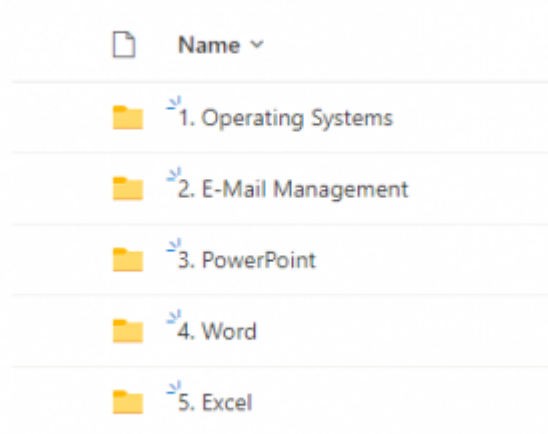 Name
1. Operating Systems
2. E-Mail Management
3. PowerPoint
4. Word
5. Excel